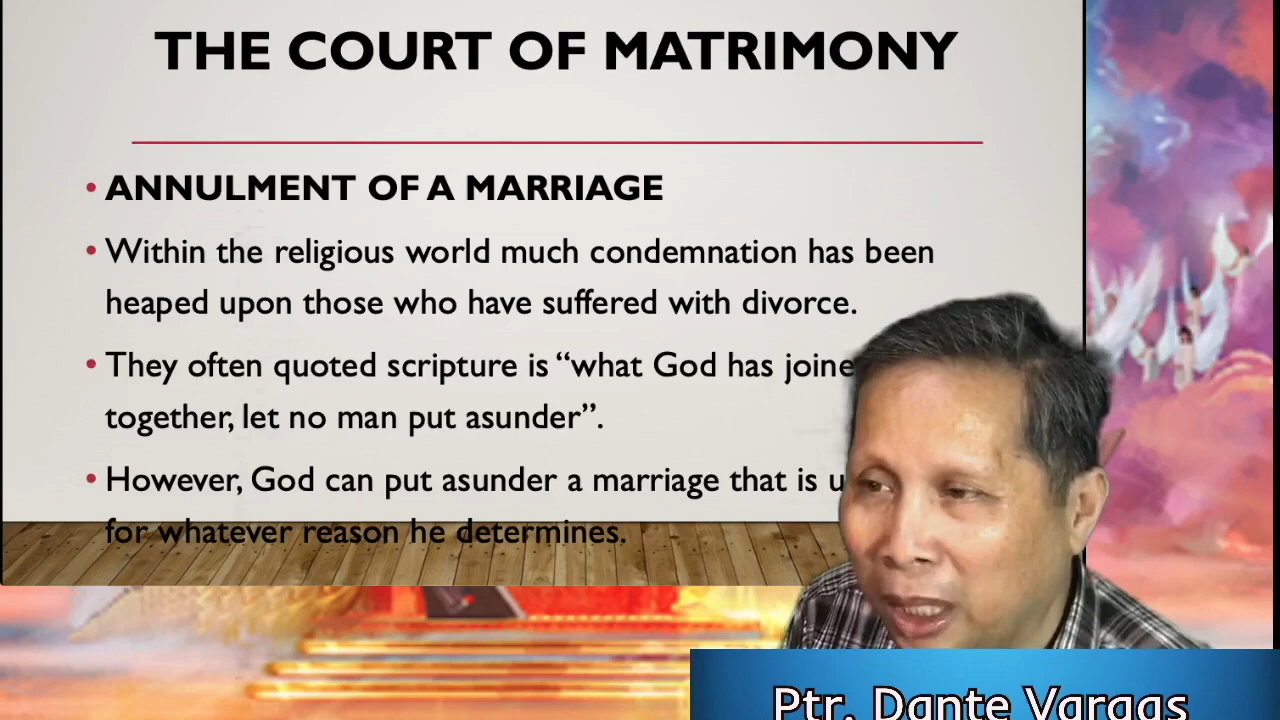 THE COURT OF MATRIMONY
• ANNULMENT OF A MARRIAGE
• Within the religious world much condemnation has been
heaped upon those who have suffered with divorce.
• They often quoted scripture is “what God has joine
together, let no man put asunder”.
• However, God can put asunder a marriage that is u
for whatever reason he determines.
Ptr. Dante Vargas